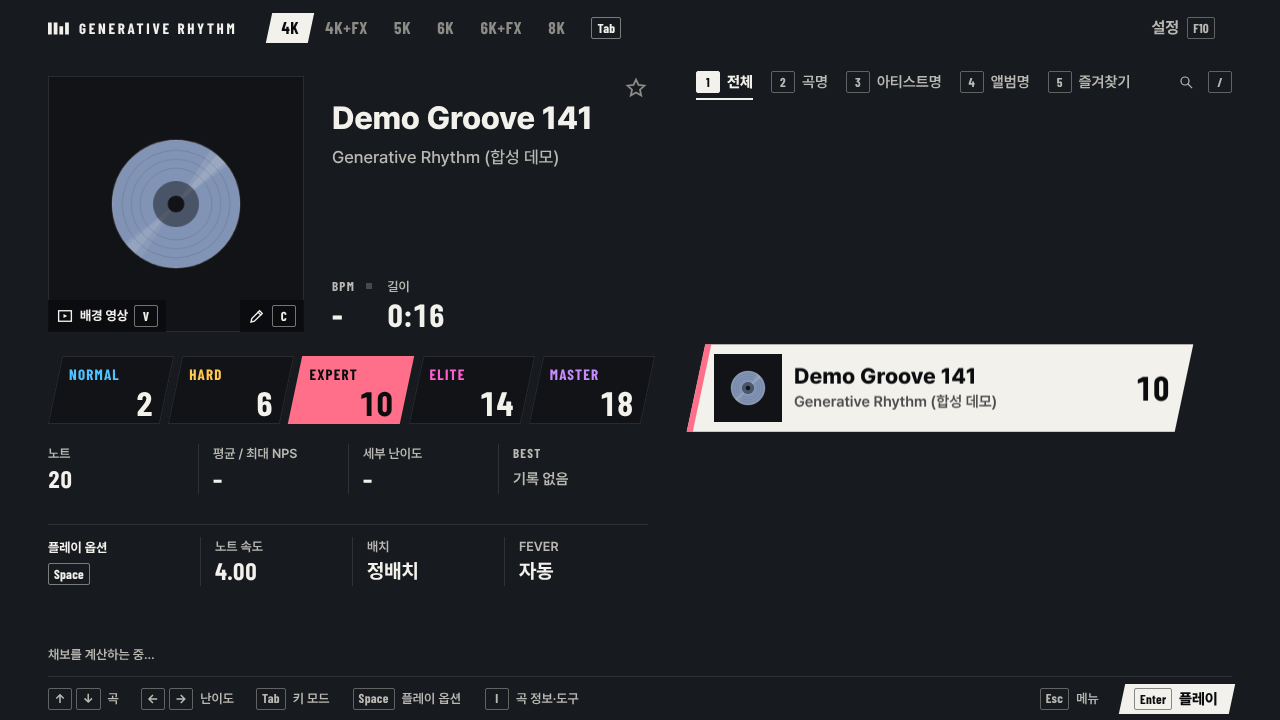 GENERATIVE RHYTHM 4K 4K+FX 5K 6K 6K+FX 8K Tab 설정 F10
1 전체 2 곡명 3 아티스트명 4 앨범명 5 즐겨찾기 /
Demo Groove 141
Generative Rhythm (합성 데모)
BPM 길이
- 0:16
배경 영상 V C
NORMAL 2
HARD 6
EXPERT 10
ELITE 14
MASTER 18
노트 평균 / 최대 NPS 세부 난이도 BEST
20 - - 기록 없음
플레이 옵션 노트 속도 배치 FEVER
Space 4.00 정배치 자동
채보를 계산하는 중...
Demo Groove 141
Generative Rhythm (합성 데모)
10
↑ ↓ 곡 ← → 난이도 Tab 키 모드 Space 플레이 옵션 I 곡 정보·도구 Esc 메뉴 Enter 플레이